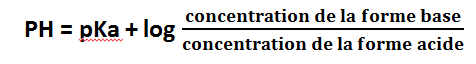 PH = pKa + log concentration de la forme base
concentration de la forme acide